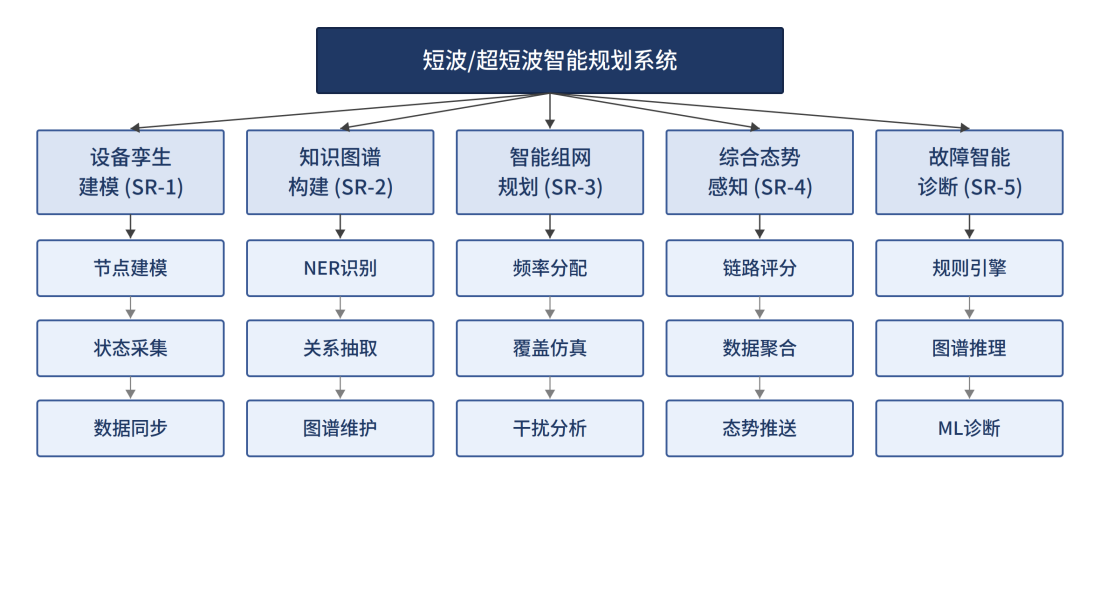 短波/超短波智能规划系统
设备孪生
建模 (SR-1)
知识图谱
构建 (SR-2)
智能组网
规划 (SR-3)
综合态势
感知 (SR-4)
故障智能
诊断 (SR-5)
节点建模
NER识别
频率分配
链路评分
规则引擎
状态采集
关系抽取
覆盖仿真
数据聚合
图谱推理
数据同步
图谱维护
干扰分析
态势推送
ML诊断